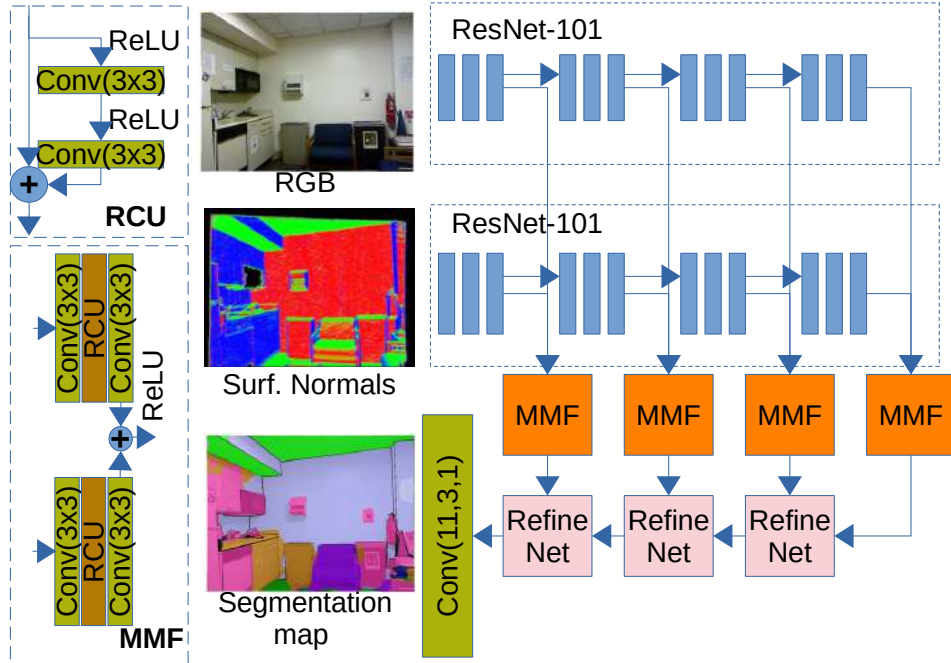 ReLU
Conv(3x3)
ReLU
Conv(3x3)
+
RCU
RGB
ResNet-101
Surf. Normals
ResNet-101
Conv(3x3)
RCU
Conv(3x3)
ReLU
+
Conv(3x3)
RCU
Conv(3x3)
MMF
Segmentation
map
MMF
MMF
MMF
MMF
Conv(11,3,1)
Refine
Net
Refine
Net
Refine
Net